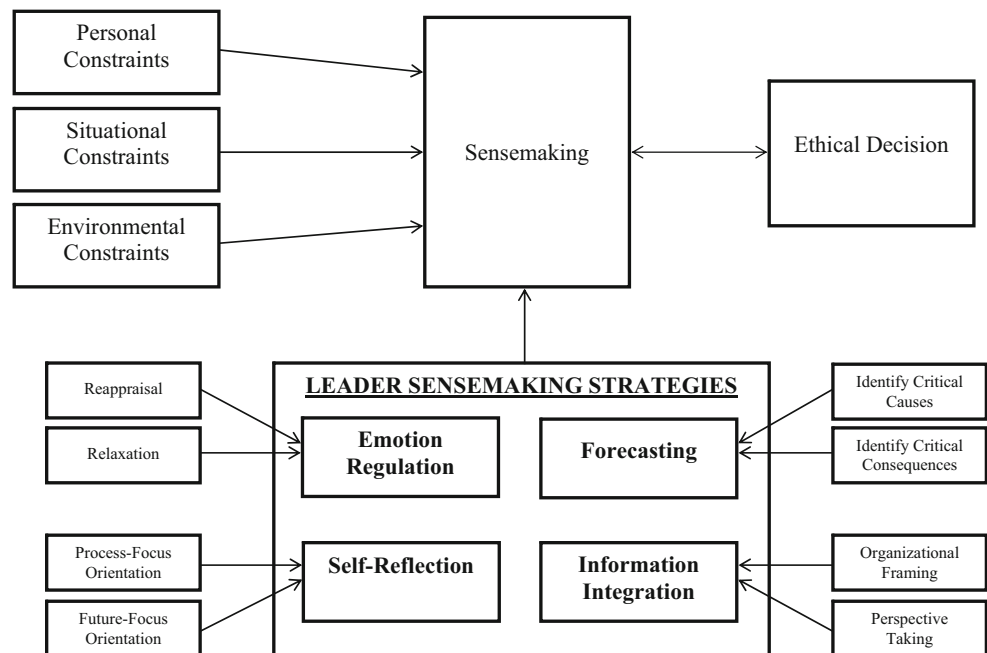 Personal
Constraints
Situational
Constraints
Environmental
Constraints
Sensemaking
Ethical Decision
LEADER SENSEMAKING STRATEGIES
Reappraisal
Relaxation
Emotion
Regulation
Forecasting
Identify Critical
Causes
Identify Critical
Consequences
Process-Focus
Orientation
Future-Focus
Orientation
Self-Reflection
Information
Integration
Organizational
Framing
Perspective
Taking